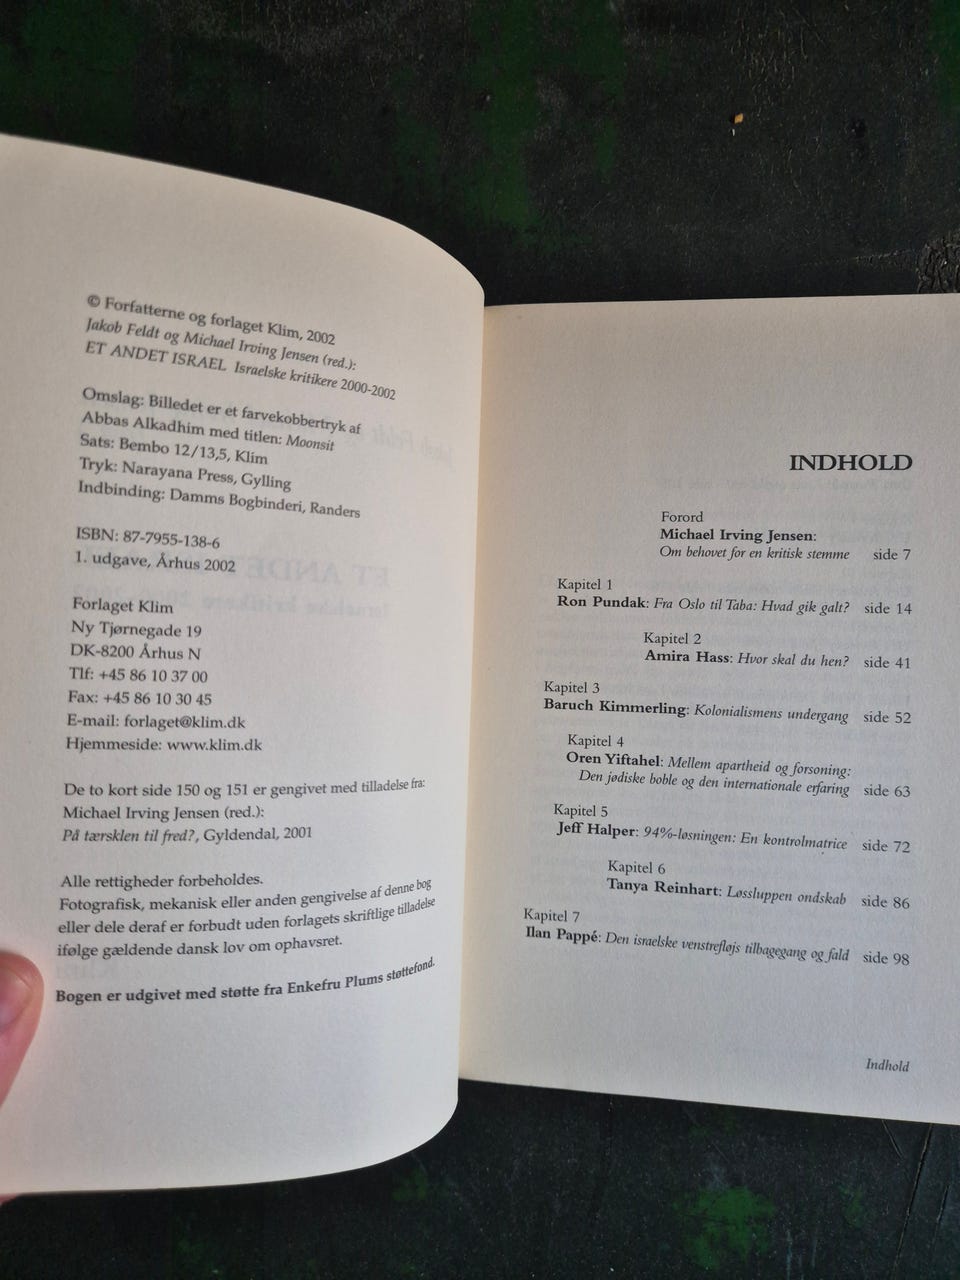 © Forfatterne og forlaget Klim, 2002
Jakob Feldt og Michael Irving Jensen (red.):
ET ANDET ISRAEL Israelske kritikere 2000-2002
Omslag: Billedet er et farvekobbertryk af
Abbas Alkadhim med titlen: Moonsit
Sats: Bembo 12/13,5, Klim
Tryk: Narayana Press, Gylling
Indbinding: Damms Bogbinderi, Randers
ISBN: 87-7955-138-6
1. udgave, Århus 2002
Forlaget Klim
Ny Tjørnegade 19
DK-8200 Århus N
Tlf: +45 86 10 37 00
Fax: +45 86 10 30 45
E-mail: forlaget@klim.dk
Hjemmeside: www.klim.dk
De to kort side 150 og 151 er gengivet med tilladelse fra:
Michael Irving Jensen (red.):
På tærsklen til fred?, Gyldendal, 2001
Alle rettigheder forbeholdes.
Fotografisk, mekanisk eller anden gengivelse af denne bog
eller dele deraf er forbudt uden forlagets skriftlige tilladelse
ifølge gældende dansk lov om ophavsret.
Bogen er udgivet med støtte fra Enkefru Plums støttefond.
INDHOLD
Forord
Michael Irving Jensen:
Om behovet for en kritisk stemme side 7
Kapitel 1
Ron Pundak: Fra Oslo til Taba: Hvad gik galt? side 14
Kapitel 2
Amira Hass: Hvor skal du hen? side 41
Kapitel 3
Baruch Kimmerling: Kolonialismens undergang side 52
Kapitel 4
Oren Yiftahel: Mellem apartheid og forsoning:
Den jødiske boble og den internationale erfaring side 63
Kapitel 5
Jeff Halper: 94%-løsningen: En kontrolmatrice side 72
Kapitel 6
Tanya Reinhart: Løssluppen ondskab side 86
Kapitel 7
Ilan Pappé: Den israelske venstrefløjs tilbagegang og fald side 98
Indhold